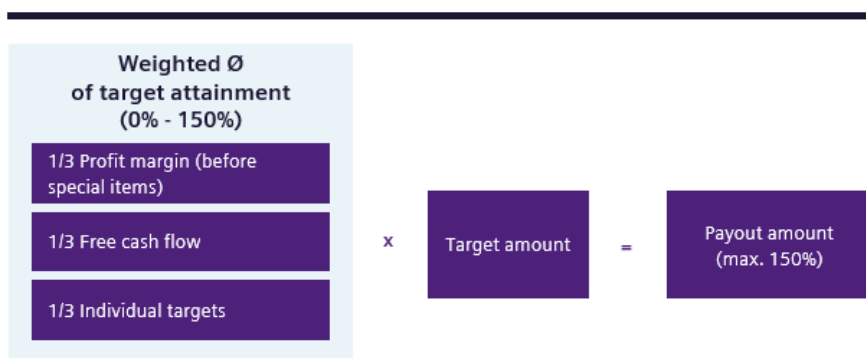 Weighted Ø
of target attainment
(0% - 150%)
1/3 Profit margin (before
special items)
1/3 Free cash flow
1/3 Individual targets
x
Target amount
=
Payout amount
(max. 150%)